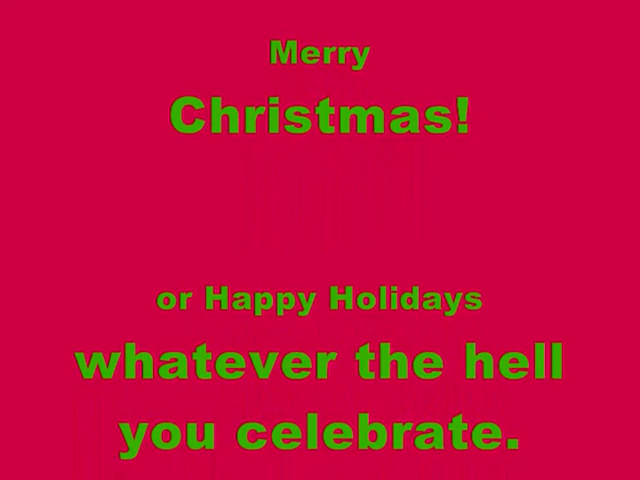 Merry
Christmas!
or Happy Holidays
whatever the hell
you celebrate.